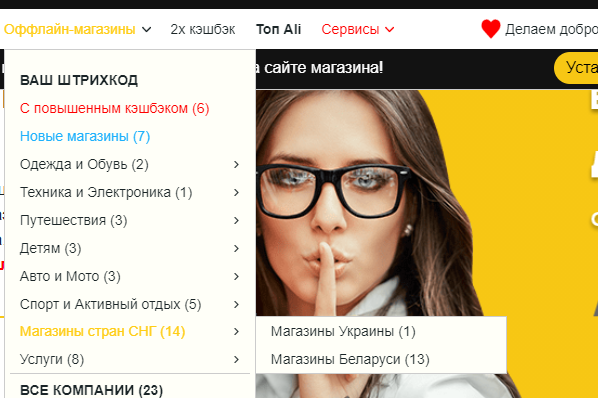 Оффлайн-магазины 2х кэшбэк Топ Ali Сервисы Делаем добро
а сайте магазина! Уста
ВАШ ШТРИХКОД
С повышенным кэшбэком (6)
Новые магазины (7)
Одежда и Обувь (2)
Техника и Электроника (1)
Путешествия (3)
Детям (3)
Авто и Мото (3)
Спорт и Активный отдых (5)
Магазины стран СНГ (14)
Магазины Украины (1)
Услуги (8)
Магазины Беларуси (13)
ВСЕ КОМПАНИИ (23)